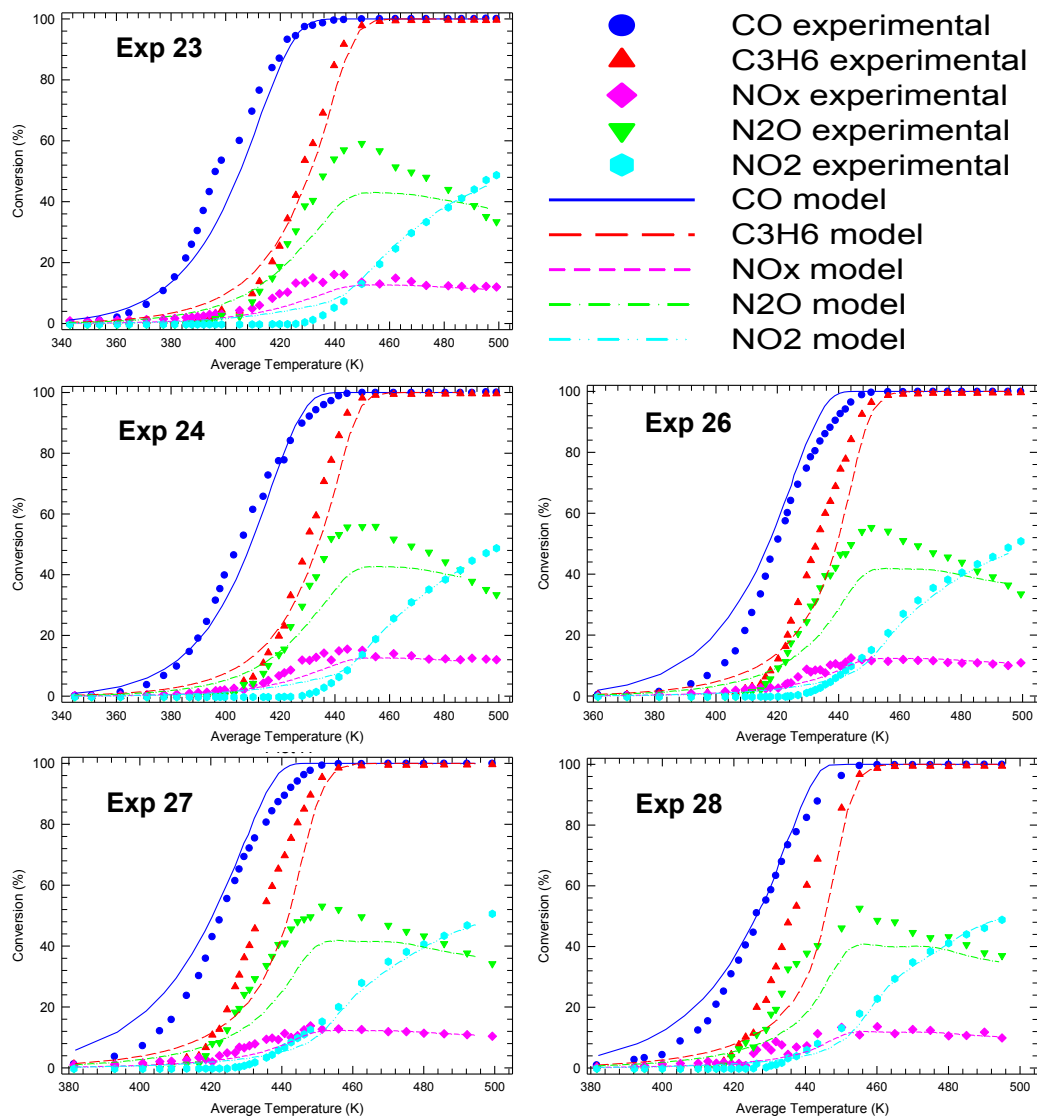 Exp 23
Conversion (%)
100
80
60
40
20
0
340 360 380 400 420 440 460 480 500
Average Temperature (K)
CO experimental
C3H6 experimental
NOx experimental
N2O experimental
NO2 experimental
CO model
C3H6 model
NOx model
N2O model
NO2 model
Exp 24
Conversion (%)
100
80
60
40
20
0
345 360 380 400 420 440 460 480 500
Average Temperature (K)
Exp 26
Conversion (%)
100
80
60
40
20
0
360 380 400 420 440 460 480 500
Average Temperature (K)
Exp 27
Conversion (%)
100
80
60
40
20
0
382 400 420 440 460 480 500
Average Temperature (K)
Exp 28
Conversion (%)
100
80
60
40
20
0
382 400 420 440 460 480 500
Average Temperature (K)